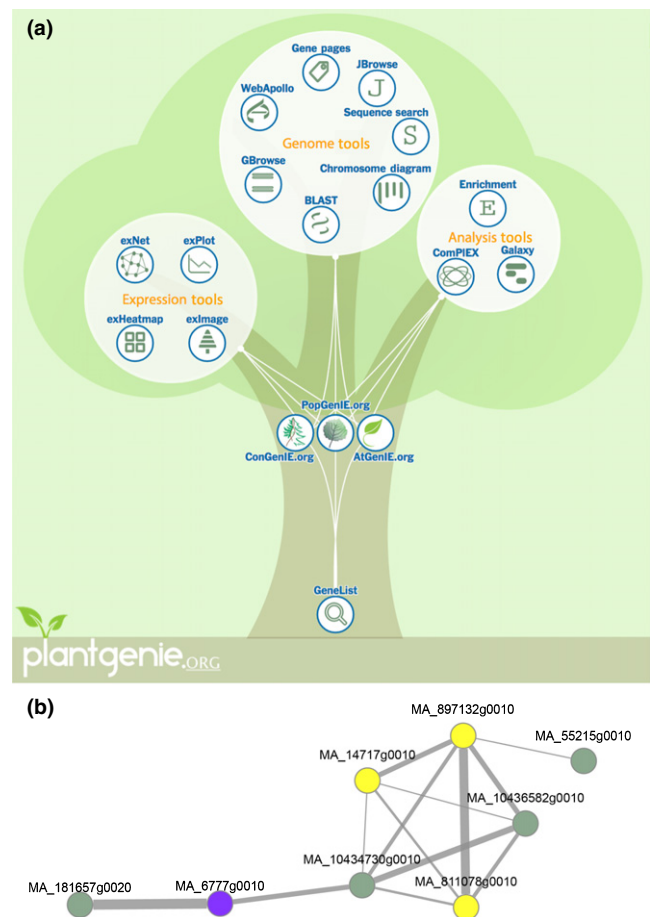 (a)
Gene pages
JBrowse
WebApollo
Sequence search
J
S
Genome tools
GBrowse
Chromosome diagram
BLAST
Enrichment
E
Analysis tools
ComPlEX
Galaxy
exNet
exPlot
Expression tools
exHeatmap
exImage
PopGenIE.org
ConGenIE.org
AtGenIE.org
GeneList
plantgenie.ORG
(b)
MA_897132g0010
MA_55215g0010
MA_14717g0010
MA_10436582g0010
MA_10434730g0010
MA_811078g0010
MA_181657g0020
MA_6777g0010